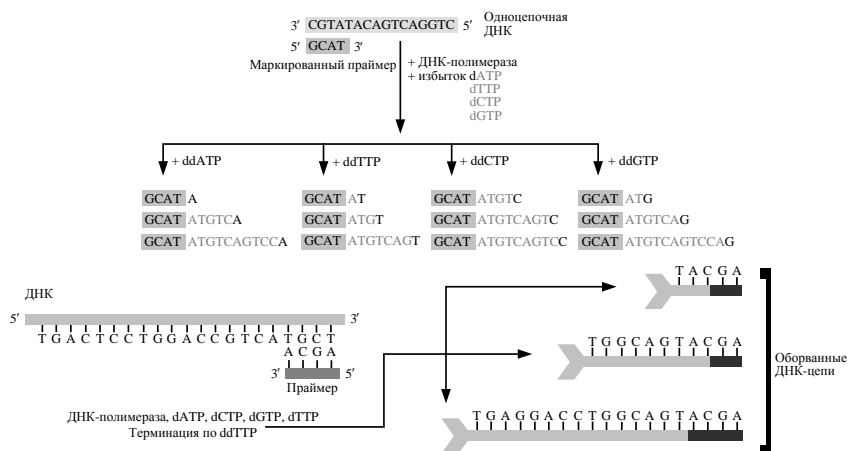 3′ CGTATACAGTCAGGTC 5′ Одноцепочная
ДНК
5′ GCAT 3′
Маркированный праймер
+ ДНК-полимераза
+ избыток dATP
dTTP
dCTP
dGTP
+ ddATP + ddTTP + ddCTP + ddGTP
GCAT A GCAT AT GCAT ATGTC GCAT ATG
GCAT ATGTCA GCAT ATGT GCAT ATGTCAGTC GCAT ATGTCAG
GCAT ATGTCAGTCCA GCAT ATGTCAGT GCAT ATGTCAGTCC GCAT ATGTCAGTCCAG
ДНК
5′ 3′
T G A C T C C T G G A C C G T C A T G C T
A C G A
3′ 5′
Праймер
ДНК-полимераза, dATP, dCTP, dGTP, dTTP
Терминация по ddTTP
T A C G A
T G G C A G T A C G A
T G A G G A C C T G G C A G T A C G A
Оборванные
ДНК-цепи